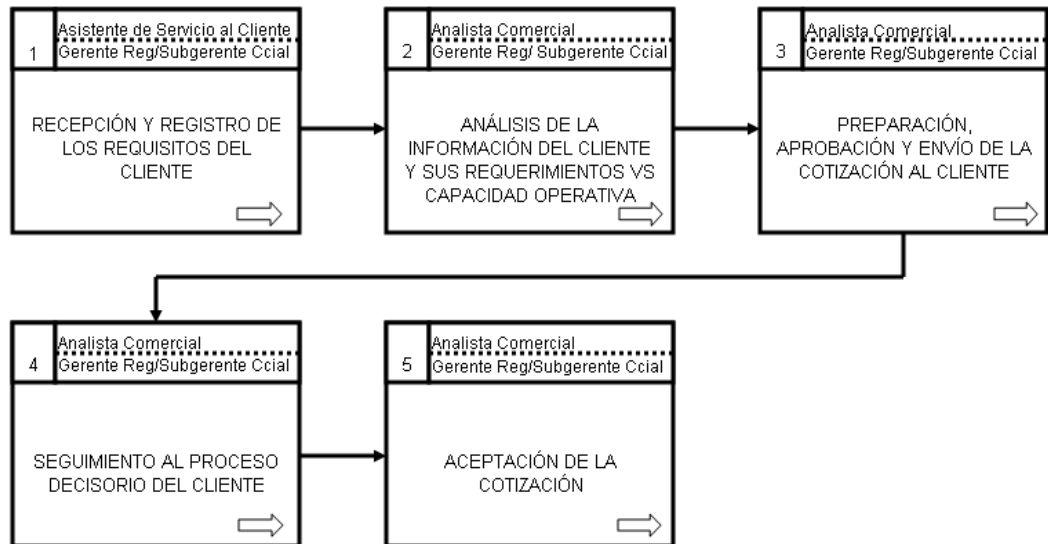 1
Asistente de Servicio al Cliente
Gerente Reg/Subgerente Ccial
RECEPCIÓN Y REGISTRO DE
LOS REQUISITOS DEL
CLIENTE
2
Analista Comercial
Gerente Reg/ Subgerente Ccial
ANÁLISIS DE LA
INFORMACIÓN DEL CLIENTE
Y SUS REQUERIMIENTOS VS
CAPACIDAD OPERATIVA
3
Analista Comercial
Gerente Reg/Subgerente Ccial
PREPARACIÓN,
APROBACIÓN Y ENVÍO DE LA
COTIZACIÓN AL CLIENTE
4
Analista Comercial
Gerente Reg/Subgerente Ccial
SEGUIMIENTO AL PROCESO
DECISORIO DEL CLIENTE
5
Analista Comercial
Gerente Reg/Subgerente Ccial
ACEPTACIÓN DE LA
COTIZACIÓN